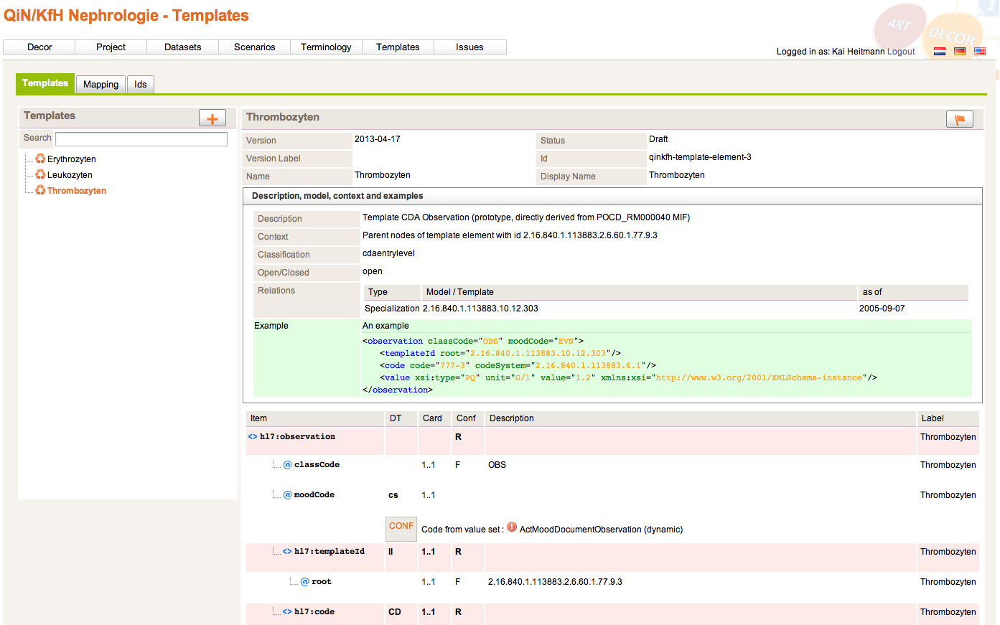 QiN/KfH Nephrologie - Templates
ART
DECOR
1
Decor Project Datasets Scenarios Terminology Templates Issues
Logged in as: Kai Heitmann Logout
Templates Mapping Ids
Templates
Search
Erythrozyten
Leukozyten
Thrombozyten
Thrombozyten
Version 2013-04-17 Status Draft
Version Label Id qinkfh-template-element-3
Name Thrombozyten Display Name Thrombozyten
Description, model, context and examples
Description Template CDA Observation (prototype, directly derived from POCD_RM000040 MIF)
Context Parent nodes of template element with id 2.16.840.1.113883.2.6.60.1.77.9.3
Classification cdaentrylevel
Open/Closed open
Relations Type Model / Template as of
Specialization 2.16.840.1.113883.10.12.303 2005-09-07
Example An example
<observation classCode="OBS" moodCode="EVN">
<templateId root="2.16.840.1.113883.10.12.303"/>
<code code="777-3" codeSystem="2.16.840.1.113883.6.1"/>
<value xsi:type="PQ" unit="G/l" value="1.2" xmlns:xsi="http://www.w3.org/2001/XMLSchema-instance"/>
</observation>
Item DT Card Conf Description Label
<> hl7:observation R Thrombozyten
@ classCode 1..1 F OBS Thrombozyten
@ moodCode cs 1..1 Thrombozyten
CONF Code from value set : ActMoodDocumentObservation (dynamic)
<> hl7:templateId II 1..1 R Thrombozyten
@ root 1..1 F 2.16.840.1.113883.2.6.60.1.77.9.3 Thrombozyten
<> hl7:code CD 1..1 R Thrombozyten